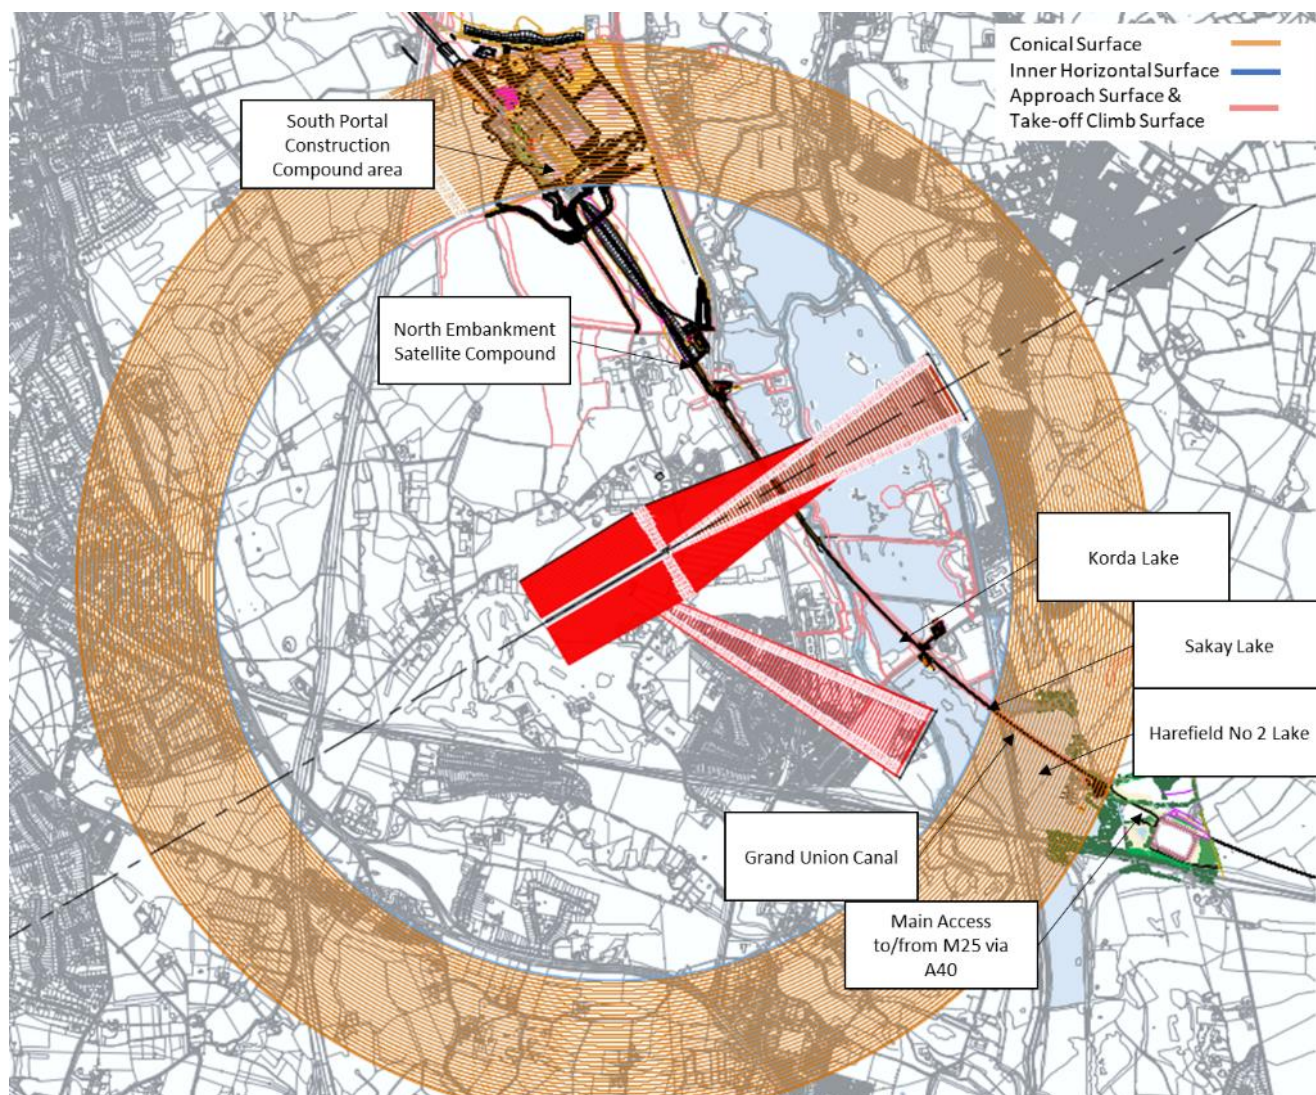 Conical Surface
Inner Horizontal Surface
Approach Surface &
Take-off Climb Surface
South Portal
Construction
Compound area
North Embankment
Satellite Compound
Korda Lake
Sakay Lake
Harefield No 2 Lake
Grand Union Canal
Main Access
to/from M25 via
A40